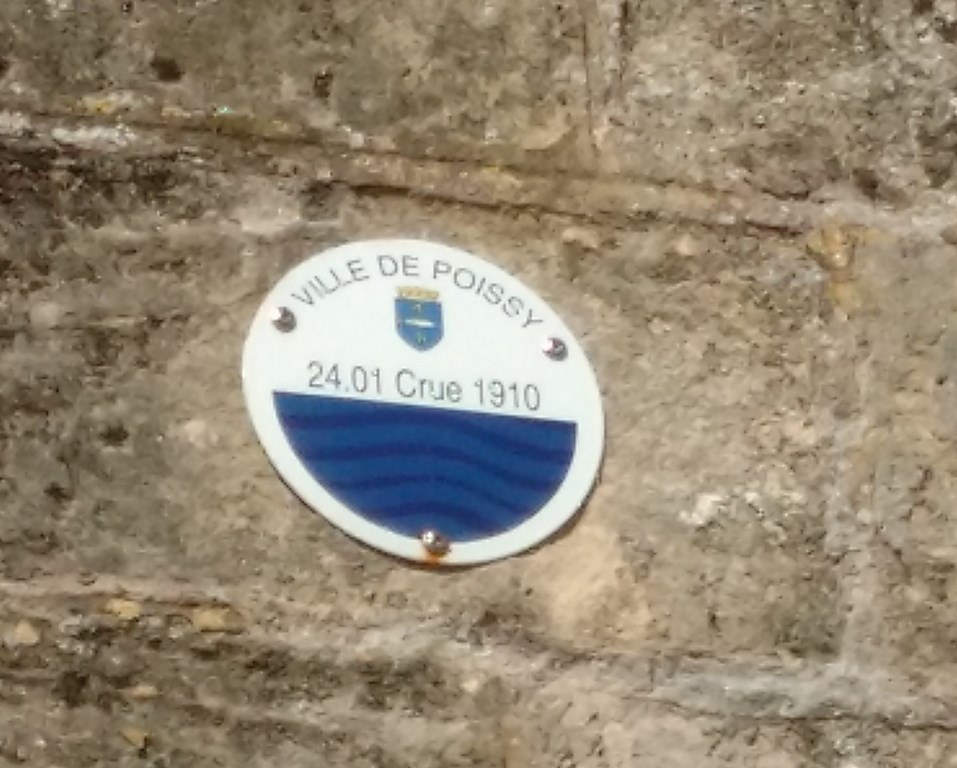 VILLE DE POISSY
24.01 Crue 1910